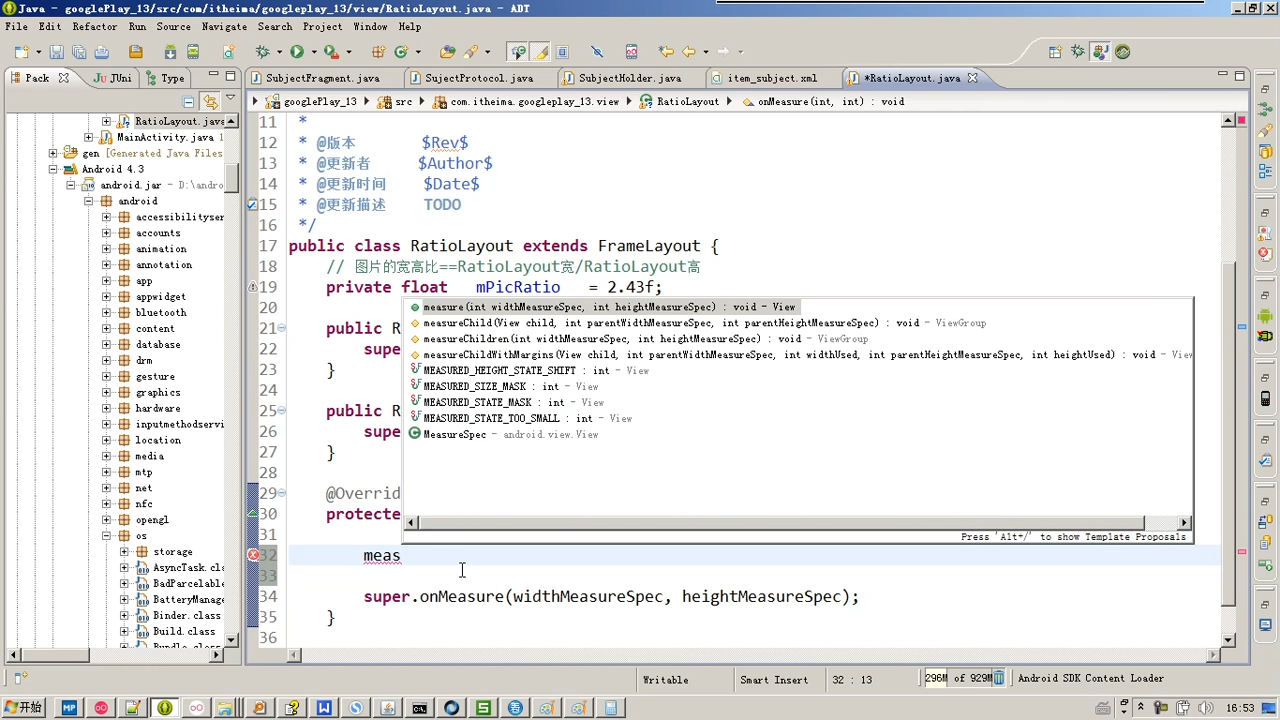 Java - googlePlay_13/src/com/itheima/googleplay_13/view/RatioLayout.java - ADT
File Edit Refactor Run Source Navigate Search Project Window Help
Pack JUni Type
SubjectFragment.java SujectProtocol.java SubjectHolder.java item_subject.xml *RatioLayout.java
googlePlay_13 src com.itheima.googleplay_13.view RatioLayout onMeasure(int, int) : void
RatioLayout.java
MainActivity.java
gen [Generated Java Files
Android 4.3
android.jar - D:\andro
android
accessibilityser
accounts
animation
annotation
app
appwidget
bluetooth
content
database
drm
gesture
graphics
hardware
inputmethodservi
location
media
mtp
net
nfc
opengl
os
storage
AsyncTask.cl
BadParcelable
BatteryManage
Binder.class
Build.class
Bundle.class
11 *
12 * @版本 $Rev$
13 * @更新者 $Author$
14 * @更新时间 $Date$
15 * @更新描述 TODO
16 */
17 public class RatioLayout extends FrameLayout {
18 // 图片的宽高比==RatioLayout宽/RatioLayout高
19 private float mPicRatio = 2.43f;
20
21 public R
22 supe
23 }
24
25 public R
26 supe
27 }
28
29 @Overrid
30 protecte
31
32 meas
33
34 super.onMeasure(widthMeasureSpec, heightMeasureSpec);
35 }
36
measure(int widthMeasureSpec, int heightMeasureSpec) : void - View
measureChild(View child, int parentWidthMeasureSpec, int parentHeightMeasureSpec) : void - ViewGroup
measureChildren(int widthMeasureSpec, int heightMeasureSpec) : void - ViewGroup
measureChildWithMargins(View child, int parentWidthMeasureSpec, int widthUsed, int parentHeightMeasureSpec, int heightUsed) : void - View
MEASURED_HEIGHT_STATE_SHIFT : int - View
MEASURED_SIZE_MASK : int - View
MEASURED_STATE_MASK : int - View
MEASURED_STATE_TOO_SMALL : int - View
MeasureSpec - android.view.View
Press 'Alt+/' to show Template Proposals
Writable Smart Insert 32 : 13 296M of 929M Android SDK Content Loader
开始 16:53